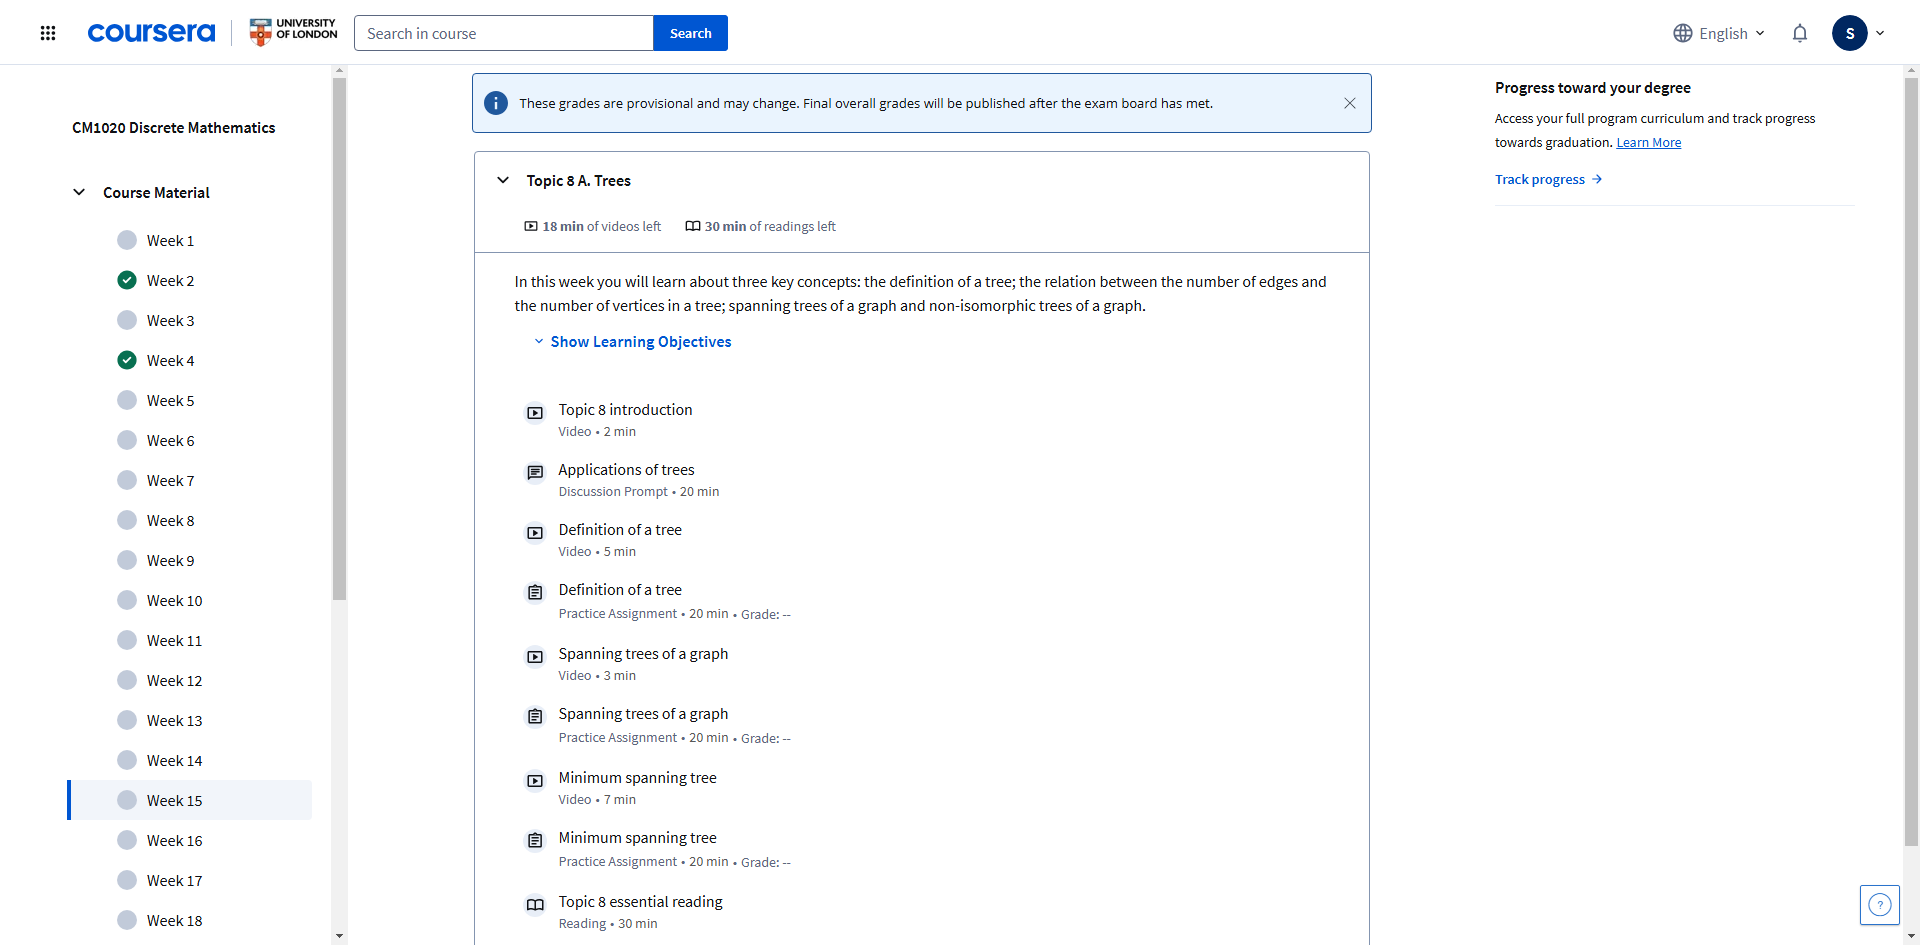 coursera
UNIVERSITY
OF LONDON
Search in course
Search
English
S
CM1020 Discrete Mathematics
Course Material
Week 1
Week 2
Week 3
Week 4
Week 5
Week 6
Week 7
Week 8
Week 9
Week 10
Week 11
Week 12
Week 13
Week 14
Week 15
Week 16
Week 17
Week 18
These grades are provisional and may change. Final overall grades will be published after the exam board has met.
Topic 8 A. Trees
18 min of videos left
30 min of readings left
In this week you will learn about three key concepts: the definition of a tree; the relation between the number of edges and
the number of vertices in a tree; spanning trees of a graph and non-isomorphic trees of a graph.
Show Learning Objectives
Topic 8 introduction
Video • 2 min
Applications of trees
Discussion Prompt • 20 min
Definition of a tree
Video • 5 min
Definition of a tree
Practice Assignment • 20 min • Grade: --
Spanning trees of a graph
Video • 3 min
Spanning trees of a graph
Practice Assignment • 20 min • Grade: --
Minimum spanning tree
Video • 7 min
Minimum spanning tree
Practice Assignment • 20 min • Grade: --
Topic 8 essential reading
Reading • 30 min
Progress toward your degree
Access your full program curriculum and track progress
towards graduation. Learn More
Track progress →
?